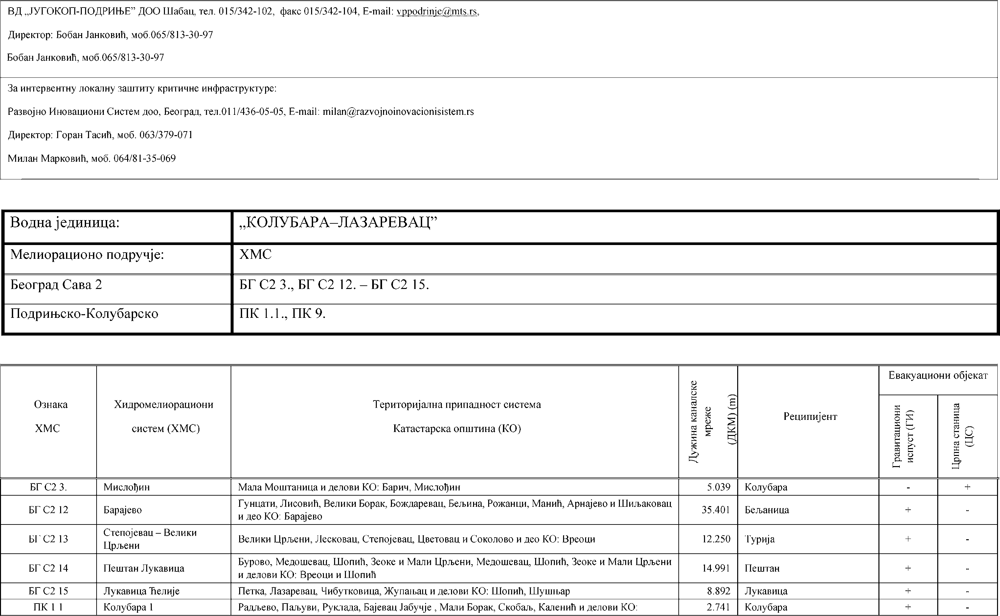 ВД „ЈУГОКОП-ПОДРИЊЕ” ДОО Шабац, тел. 015/342-102, факс 015/342-104, E-mail: vppodrinje@mts.rs,
Директор: Бобан Јанковић, моб.065/813-30-97
Бобан Јанковић, моб.065/813-30-97
За интервентну локалну заштиту критичне инфраструктуре:
Развојно Иновациони Систем доо, Београд, тел.011/436-05-05, E-mail: milan@razvojnoinovacionisistem.rs
Директор: Горан Тасић, моб. 063/379-071
Милан Марковић, моб. 064/81-35-069
Водна јединица: „КОЛУБАРА–ЛАЗАРЕВАЦ”
Мелиорационо подручје: ХМС
Београд Сава 2 БГ С2 3., БГ С2 12. – БГ С2 15.
Подрињско-Колубарско ПК 1.1., ПК 9.
Ознака
ХМС
Хидромелиорациони
систем (ХМС)
Територијална припадност система
Катастарска општина (КО)
Дужина каналске
мреже
(ДКМ) (m)
Реципијент
Евакуациони објекат
Гравитациони
испуст (ГИ)
Црпна станица
(ЦС)
БГ С2 3. Мислођин Мала Моштаница и делови КО: Барич, Мислођин 5.039 Колубара - +
БГ С2 12 Барајево Гунцати, Лисовић, Велики Борак, Бождаревац, Бељина, Рожанци, Манић, Арнајево и Шиљаковац
и део КО: Барајево 35.401 Бељаница + -
БГ С2 13 Степојевац – Велики
Црљени Велики Црљени, Лесковац, Степојевац, Цветовац и Соколово и део КО: Вреоци 12.250 Турија + -
БГ С2 14 Пештан Лукавица Бурово, Медошевац, Шопић, Зеоке и Мали Црљени, Медошевац, Шопић, Зеоке и Мали Црљени
и делови КО: Вреоци и Шопић 14.991 Пештан + -
БГ С2 15 Лукавица Ћелије Петка, Лазаревац, Чибутковица, Жупањац и делови КО: Шопић, Шушњар 8.892 Лукавица + -
ПК 1 1 Колубара 1 Радљево, Паљуви, Руклада, Бајевац Јабучје , Мали Борак, Скобаљ, Каленић и делови КО: 2.741 Колубара + -